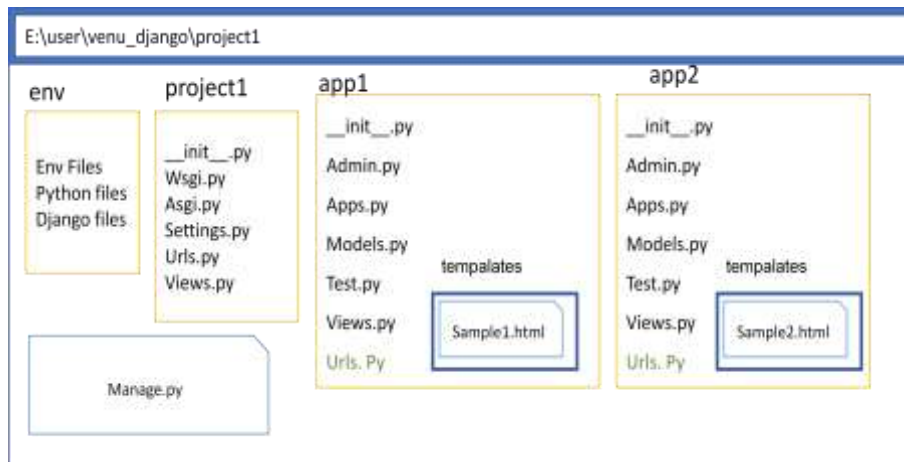 E:\user\venu_django\project1
env
Env Files
Python files
Django files
project1
__init__.py
Wsgi.py
Asgi.py
Settings.py
Urls.py
Views.py
Manage.py
app1
__init__.py
Admin.py
Apps.py
Models.py
Test.py
Views.py
Urls. Py
tempalates
Sample1.html
app2
__init__.py
Admin.py
Apps.py
Models.py
Test.py
Views.py
Urls. Py
tempalates
Sample2.html